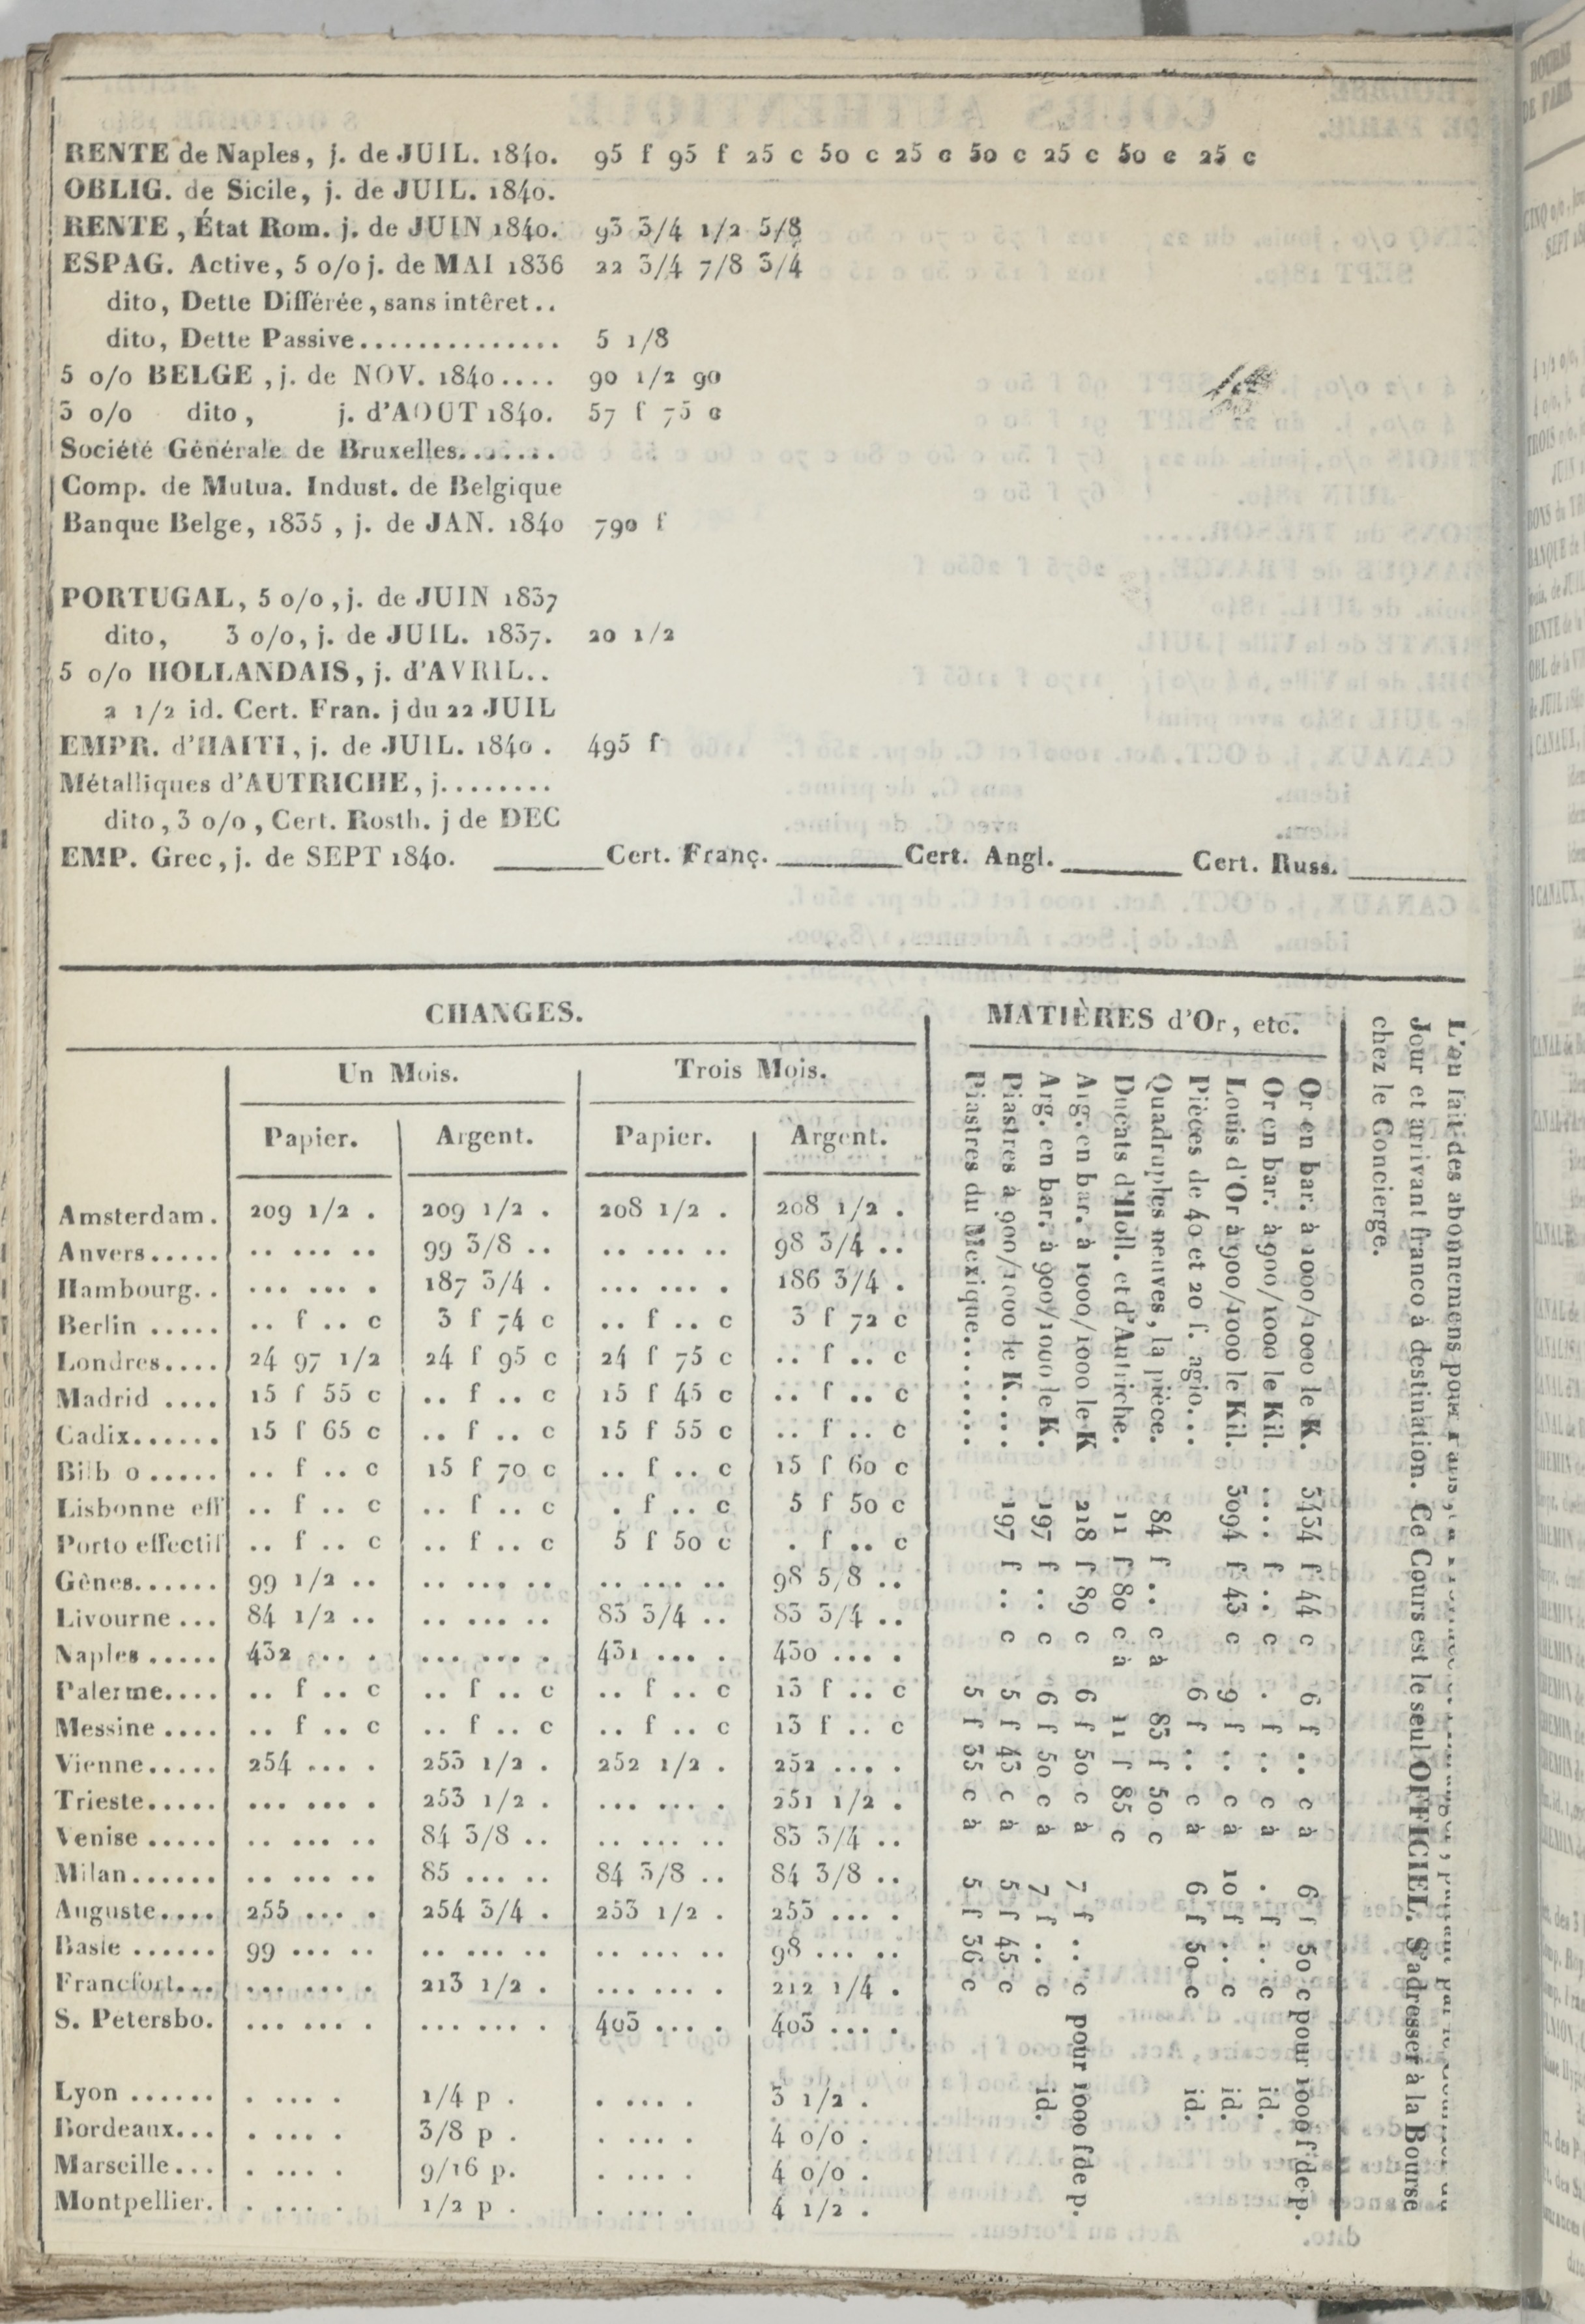 RENTE de Naples, j. de JUIL. 1840. 95 f 95 f 25 c 50 c 25 c 50 c 25 c 50 c 25 c
OBLIG. de Sicile, j. de JUIL. 1840.
RENTE, État Rom. j. de JUIN 1840. 93 3/4 1/2 5/8
ESPAG. Active, 5 o/o j. de MAI 1836 22 3/4 7/8 3/4
dito, Dette Différée, sans intêret..
dito, Dette Passive.............. 5 1/8
5 o/o BELGE, j. de NOV. 1840.... 90 1/2 90
3 o/o dito, j. d'AOUT 1840. 57 f 75 c
Société Générale de Bruxelles.......
Comp. de Mutua. Indust. de Belgique
Banque Belge, 1835, j. de JAN. 1840 790 f
PORTUGAL, 5 o/o, j. de JUIN 1837
dito, 3 o/o, j. de JUIL. 1837. 20 1/2
5 o/o HOLLANDAIS, j. d'AVRIL..
2 1/2 id. Cert. Fran. j du 22 JUIL
EMPR. d'HAITI, j. de JUIL. 1840. 495 f
Métalliques d'AUTRICHE, j........
dito, 3 o/o, Cert. Rosth. j de DEC
EMP. Grec, j. de SEPT 1840. ____ Cert. Franç. ____ Cert. Angl. ____ Cert. Russ. ____
CHANGES.
Un Mois. Trois Mois.
Papier. Argent. Papier. Argent.
Amsterdam. 209 1/2 . 209 1/2 . 208 1/2 . 208 1/2 .
Anvers..... .. ... .. 99 3/8 .. .. ... .. 98 3/4 ..
Hambourg.. ... ... . 187 3/4 . ... ... . 186 3/4 .
Berlin ..... .. f .. c 3 f 74 c .. f .. c 3 f 72 c
Londres.... 24 97 1/2 24 f 95 c 24 f 75 c .. f .. c
Madrid .... 15 f 55 c .. f .. c 15 f 45 c .. f .. c
Cadix...... 15 f 65 c .. f .. c 15 f 55 c .. f .. c
Bilb o ..... .. f .. c 15 f 70 c .. f .. c 15 f 60 c
Lisbonne eff .. f .. c .. f .. c . f .. c 5 f 50 c
Porto effectif .. f .. c .. f .. c 5 f 50 c . f .. c
Gênes...... 99 1/2 .. .. ... .. .. ... .. 98 5/8 ..
Livourne ... 84 1/2 .. .. ... .. 83 3/4 .. 83 3/4 ..
Naples ..... 432 ... . ... ... . 431 ... . 430 ... .
Palerme.... .. f .. c .. f .. c .. f .. c 13 f .. c
Messine .... .. f .. c .. f .. c .. f .. c 13 f .. c
Vienne..... 254 ... . 253 1/2 . 252 1/2 . 252 ... .
Trieste..... ... ... . 253 1/2 . ... ... . 251 1/2 .
Venise ..... .. ... .. 84 3/8 .. .. ... .. 83 3/4 ..
Milan...... .. ... .. 85 ... .. 84 3/8 .. 84 3/8 ..
Auguste.... 255 ... . 254 3/4 . 253 1/2 . 253 ... .
Basle ...... 99 ... .. .. ... .. .. ... .. 98 ... ..
Francfort... ... ... . 213 1/2 . ... ... . 212 1/4 .
S. Petersbo. ... ... . ... ... . 403 ... . 403 ... .
Lyon ...... . .... . 1/4 p . . .... . 3 1/2 .
Bordeaux... . .... . 3/8 p . . .... . 4 o/o .
Marseille... . .... . 9/16 p. . .... . 4 o/o .
Montpellier. . .... . 1/2 p . . .... . 4 1/2 .
MATIÈRES d'Or, etc.
Or en bar. à 1000/1000 le K. 3434 f 44 c 6 f .. c à 6 f 50 c pour 1000 f de p.
Or en bar. à 900/1000 le Kil. .... f .. c . f .. c à . f .. c id.
Louis d'Or à 900/1000 le Kil. 3094 f 43 c 9 f .. c à 10 f .. c id.
Pièces de 40 et 20 f. agio... 6 f .. c à 6 f 50 c id.
Quadruples neuves, la pièce. 84 f .. c à 83 f 50 c
Ducats d'Holl. et d'Autriche. 11 f 80 c à 11 f 85 c
Arg. en bar. à 1000/1000 le K 218 f 89 c 6 f 50 c à 7 f .. c pour 1000 f de p.
Arg. en bar. à 900/1000 le K. 197 f .. c 6 f 50 c à 7 f .. c id.
Piastres à 900/1000 le K.... 197 f .. c 5 f 43 c à 5 f 45 c
Piastres du Mexique....... 5 f 35 c à 5 f 36 c
L'on fait des abonnemens pour
Jour et arrivant franco à destination. Ce Cours est le seul OFFICIEL. S'adresser à la Bourse
chez le Concierge.